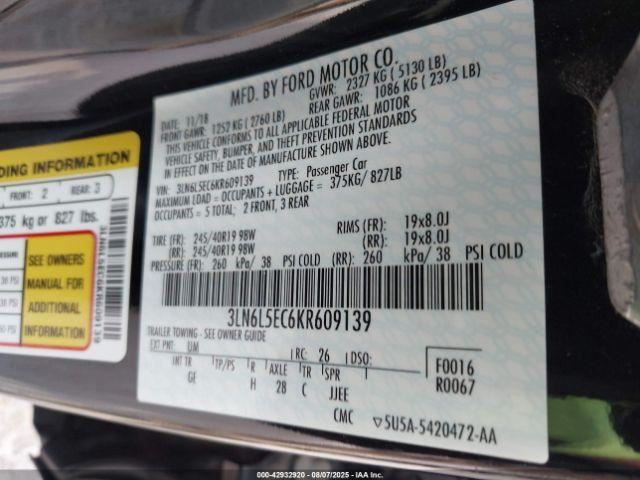 MFD. BY FORD MOTOR CO.
DATE: 11/18 GVWR: 2327 KG ( 5130 LB)
FRONT GAWR: 1252 KG ( 2760 LB) REAR GAWR: 1086 KG ( 2395 LB)
THIS VEHICLE CONFORMS TO ALL APPLICABLE FEDERAL MOTOR
VEHICLE SAFETY, BUMPER, AND THEFT PREVENTION STANDARDS
IN EFFECT ON THE DATE OF MANUFACTURE SHOWN ABOVE.
VIN: 3LN6L5EC6KR609139 TYPE: Passenger Car
MAXIMUM LOAD = OCCUPANTS + LUGGAGE = 375KG/ 827LB
OCCUPANTS = 5 TOTAL; 2 FRONT, 3 REAR
TIRE (FR): 245/40R19 98W RIMS (FR): 19x8.0J
(RR): 245/40R19 98W (RR): 19x8.0J
PRESSURE (FR): 260 kPa/ 38 PSI COLD (RR): 260 kPa/ 38 PSI COLD
3LN6L5EC6KR609139
TRAILER TOWING - SEE OWNER GUIDE
EXT PNT: UM RC: 26 DSO: F0016
INT TR TP/PS R AXLE TR SPR R0067
GE H 28 C JJEE
CMC ▽5U5A-5420472-AA
DING INFORMATION
FRONT: 2 REAR: 3
375 kg or 827 lbs.
SEE OWNERS
MANUAL FOR
ADDITIONAL
INFORMATION
3LN6L5EC6KR609139
000-42932920 - 08/07/2025 - IAA Inc.